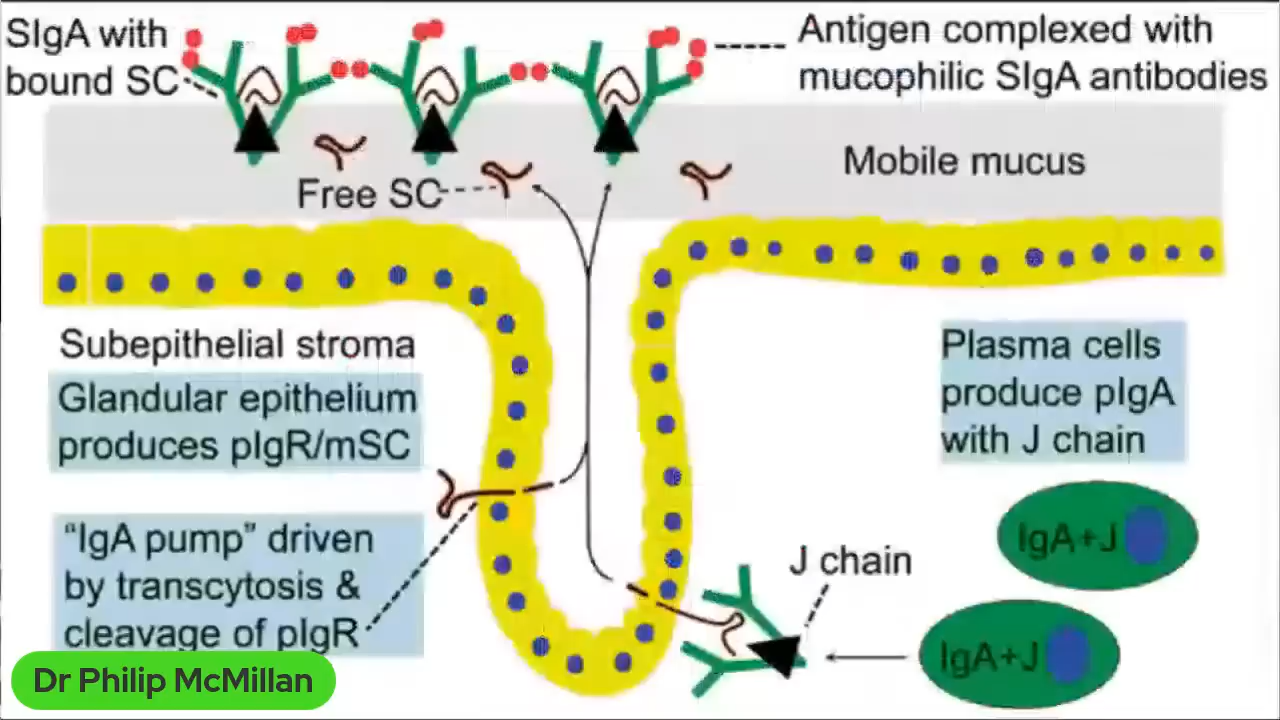 SIgA with
bound SC
Antigen complexed with
mucophilic SIgA antibodies
Mobile mucus
Free SC
Subepithelial stroma
Glandular epithelium
produces pIgR/mSC
Plasma cells
produce pIgA
with J chain
“IgA pump” driven
by transcytosis &
cleavage of pIgR
J chain
IgA+J
IgA+J
Dr Philip McMillan